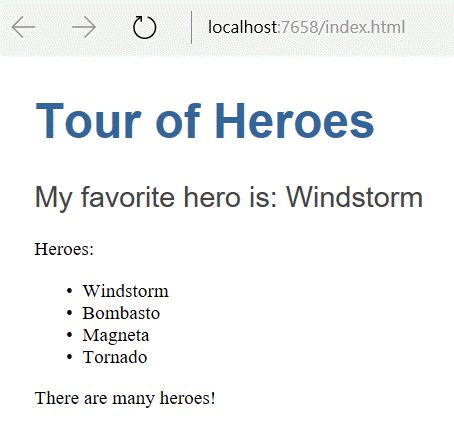 localhost:7658/index.html
Tour of Heroes
My favorite hero is: Windstorm
Heroes:
• Windstorm
• Bombasto
• Magneta
• Tornado
There are many heroes!